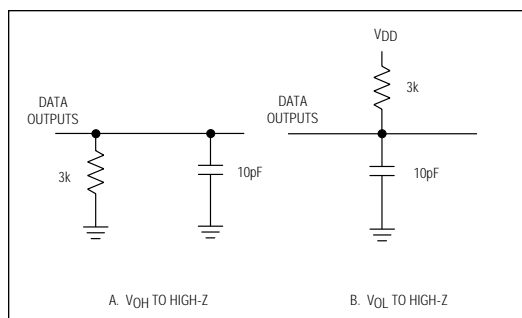 DATA
OUTPUTS
3k
10pF
A. VOH TO HIGH-Z
VDD
3k
DATA
OUTPUTS
10pF
B. VOL TO HIGH-Z